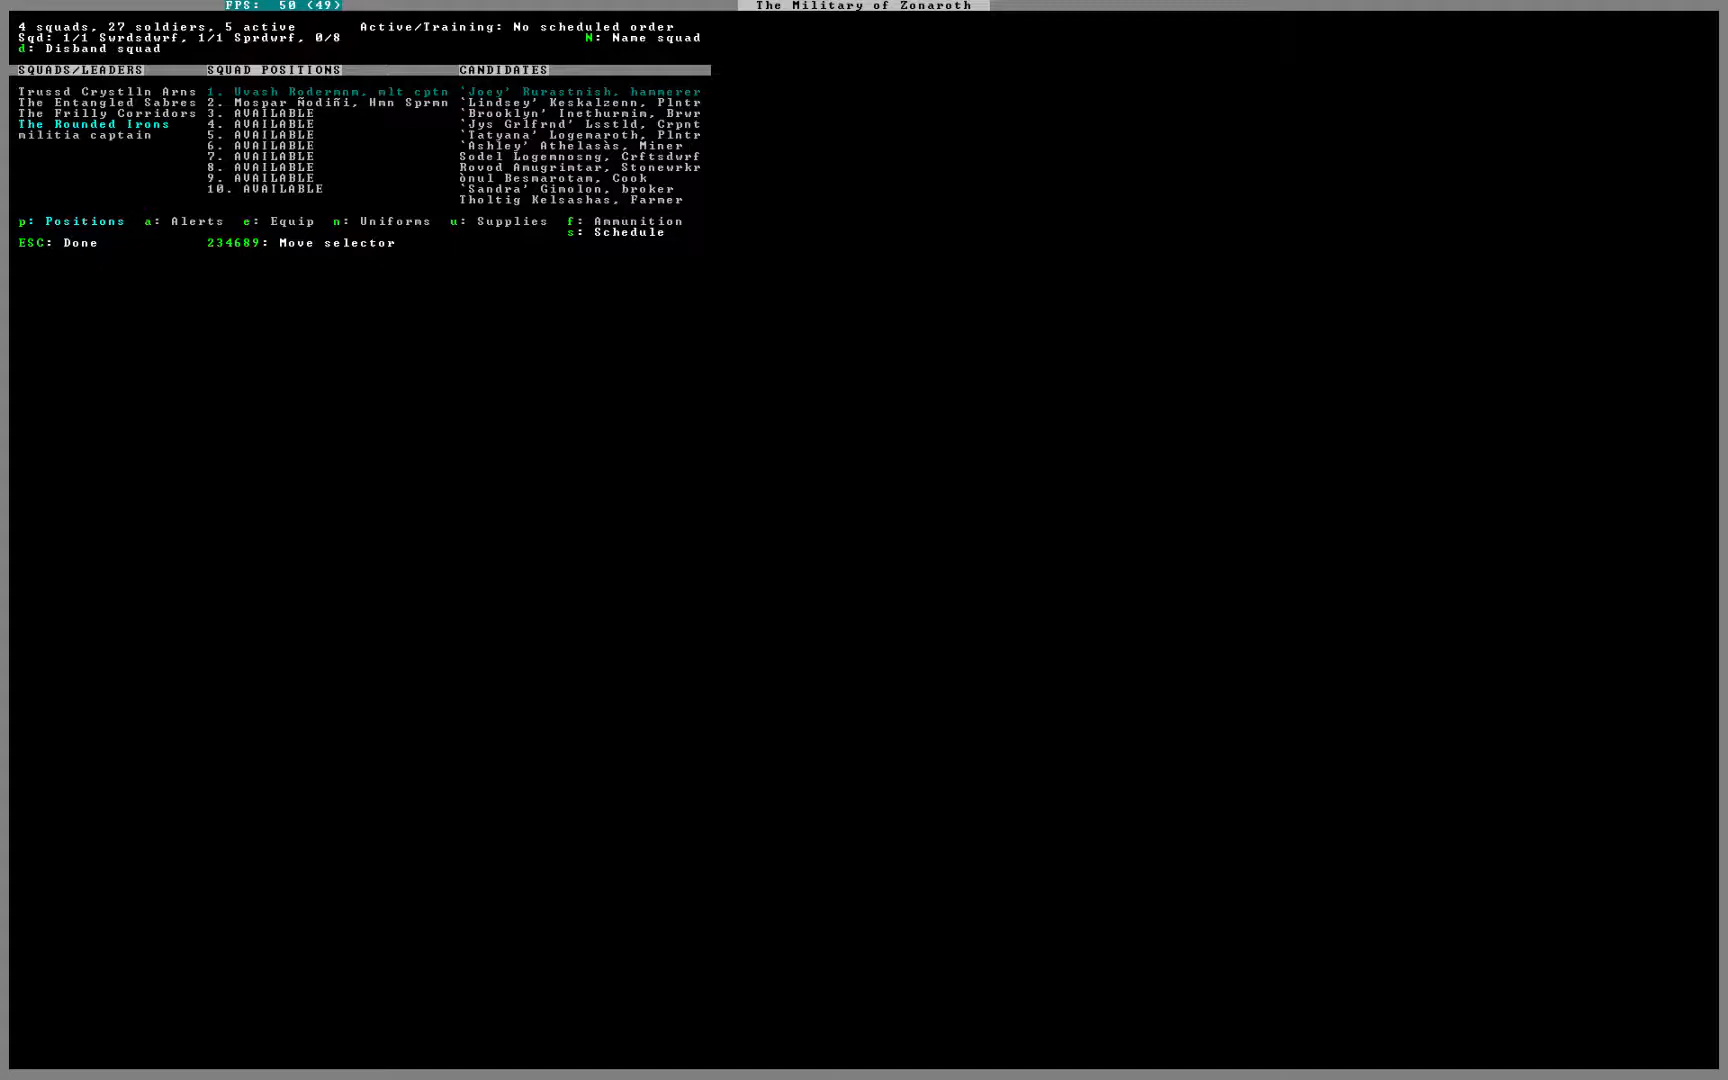 FPS: 50 (49) The Military of Zonaroth
4 squads, 27 soldiers, 5 active Active/Training: No scheduled order
Sqd: 1/1 Swrdsdwrf, 1/1 Sprdwrf, 0/8 N: Name squad
d: Disband squad
SQUADS/LEADERS SQUAD POSITIONS CANDIDATES
Trussd Crystlln Arns 1. Uvash Rodermnm, mlt cptn `Joey' Rurastnish, hammerer
The Entangled Sabres 2. Mospar Ñodiñi, Hmn Sprmn `Lindsey' Keskalzenn, Plntr
The Frilly Corridors 3. AVAILABLE `Brooklyn' Inethurmim, Brwr
The Rounded Irons 4. AVAILABLE `Jys Grlfrnd' Lsstld, Crpnt
militia captain 5. AVAILABLE `Tatyana' Logemaroth, Plntr
6. AVAILABLE `Ashley' Athelasàs, Miner
7. AVAILABLE Sodel Logemnosng, Crftsdwrf
8. AVAILABLE Rovod Amugrimtar, Stonewrkr
9. AVAILABLE ònul Besmarotam, Cook
10. AVAILABLE `Sandra' Gimolon, broker
Tholtig Kelsashas, Farmer
p: Positions a: Alerts e: Equip n: Uniforms u: Supplies f: Ammunition
s: Schedule
ESC: Done 234689: Move selector